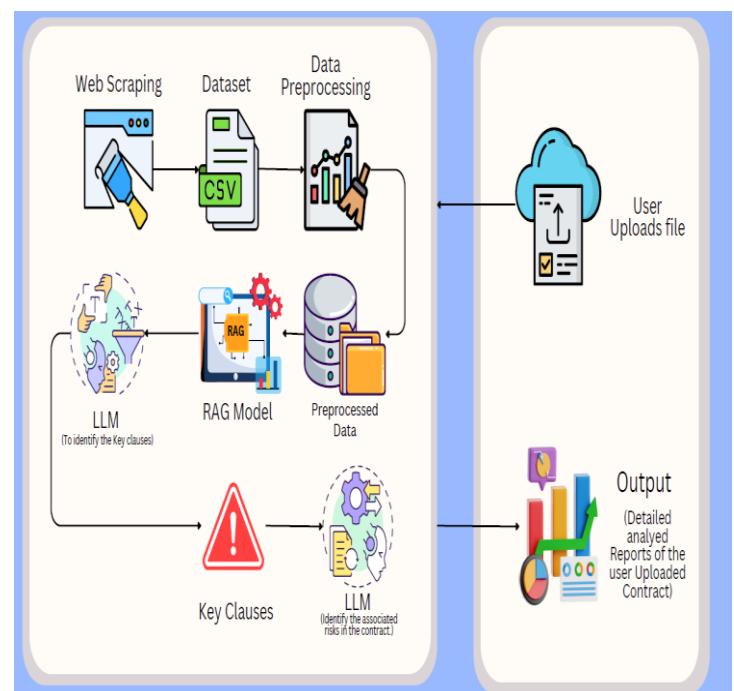 Web Scraping
Dataset
Data
Preprocessing
CSV
User
Uploads file
RAG
LLM
(To identify the Key clauses)
RAG Model
Preprocessed
Data
Key Clauses
LLM
(Identify the associated
risks in the contract.)
Output
(Detailed
analyed
Reports of the
user Uploaded
Contract)